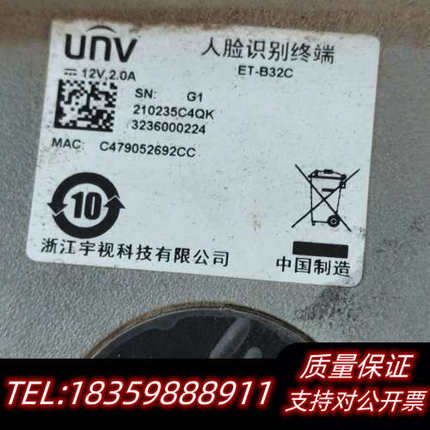 unv 人脸识别终端
⎓ 12V,2.0A ET-B32C
SN: G1
210235C4QK
3236000224
MAC: C479052692CC
10
浙江宇视科技有限公司 中国制造
质量保证
TEL:18359888911 支持对公开票